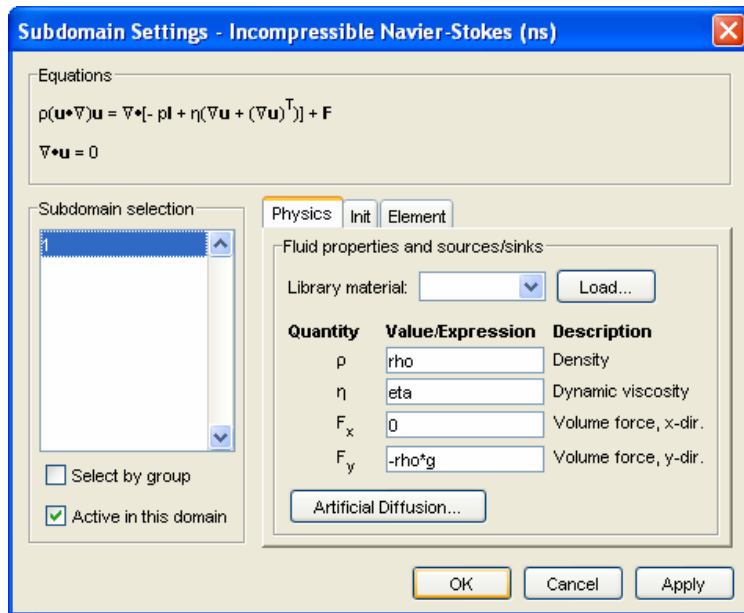 Subdomain Settings - Incompressible Navier-Stokes (ns)
Equations
ρ(u•∇)u = ∇•[- pI + η(∇u + (∇u)ᵀ)] + F
∇•u = 0
Subdomain selection
1
Select by group
Active in this domain
Physics Init Element
Fluid properties and sources/sinks
Library material: Load...
Quantity Value/Expression Description
ρ rho Density
η eta Dynamic viscosity
Fₓ 0 Volume force, x-dir.
Fy -rho*g Volume force, y-dir.
Artificial Diffusion...
OK Cancel Apply